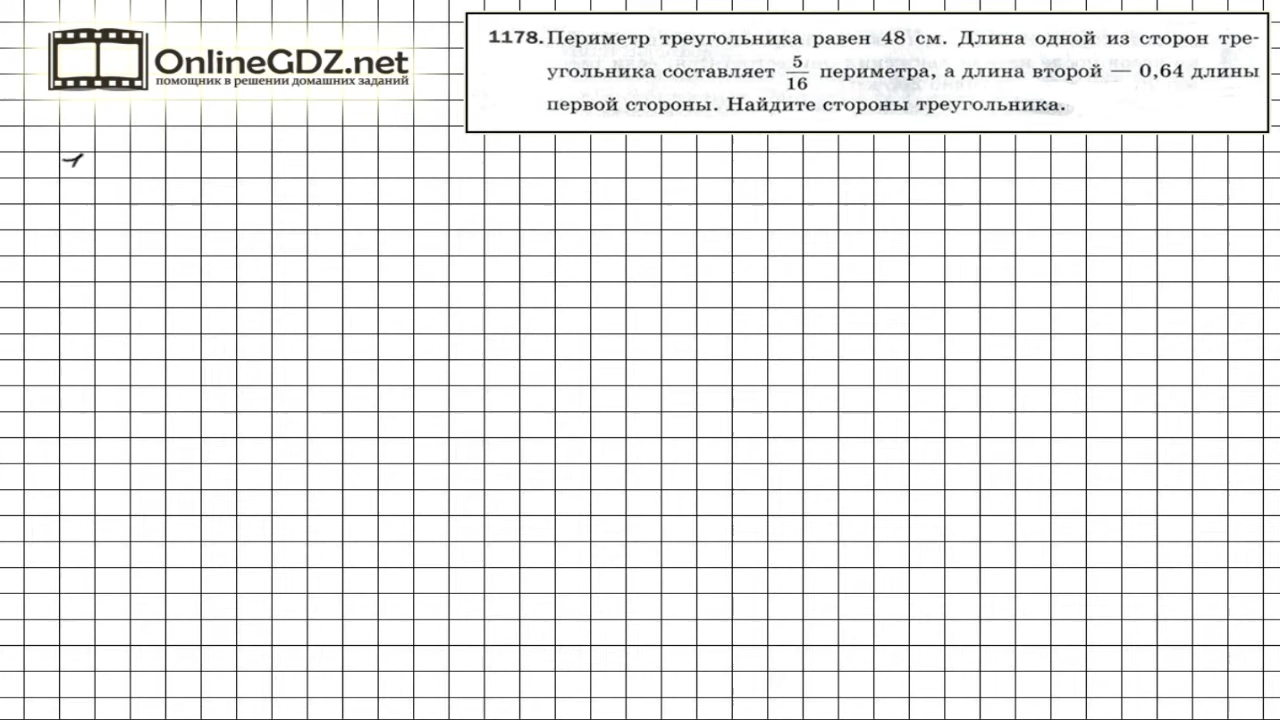 OnlineGDZ.net
помощник в решении домашних заданий
1178. Периметр треугольника равен 48 см. Длина одной из сторон тре-
угольника составляет 5/16 периметра, а длина второй — 0,64 длины
первой стороны. Найдите стороны треугольника.